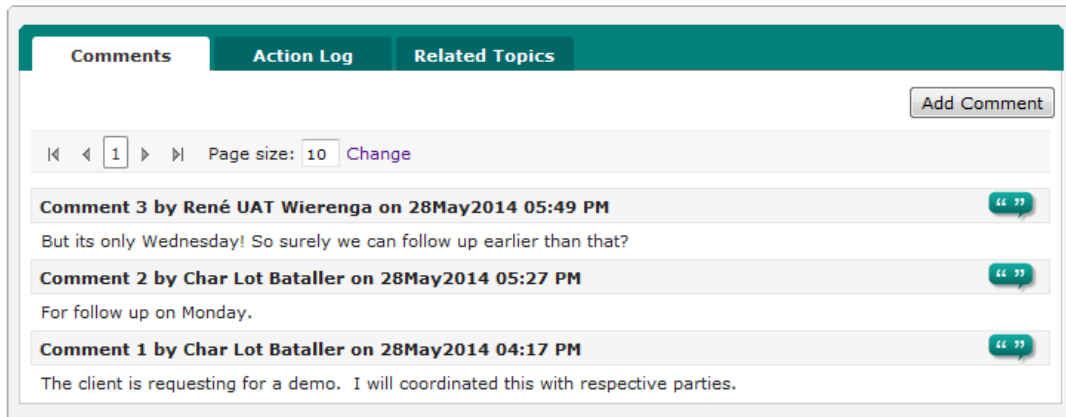 Comments Action Log Related Topics
Add Comment
1 Page size: 10 Change
Comment 3 by René UAT Wierenga on 28May2014 05:49 PM
But its only Wednesday! So surely we can follow up earlier than that?
Comment 2 by Char Lot Bataller on 28May2014 05:27 PM
For follow up on Monday.
Comment 1 by Char Lot Bataller on 28May2014 04:17 PM
The client is requesting for a demo.  I will coordinated this with respective parties.